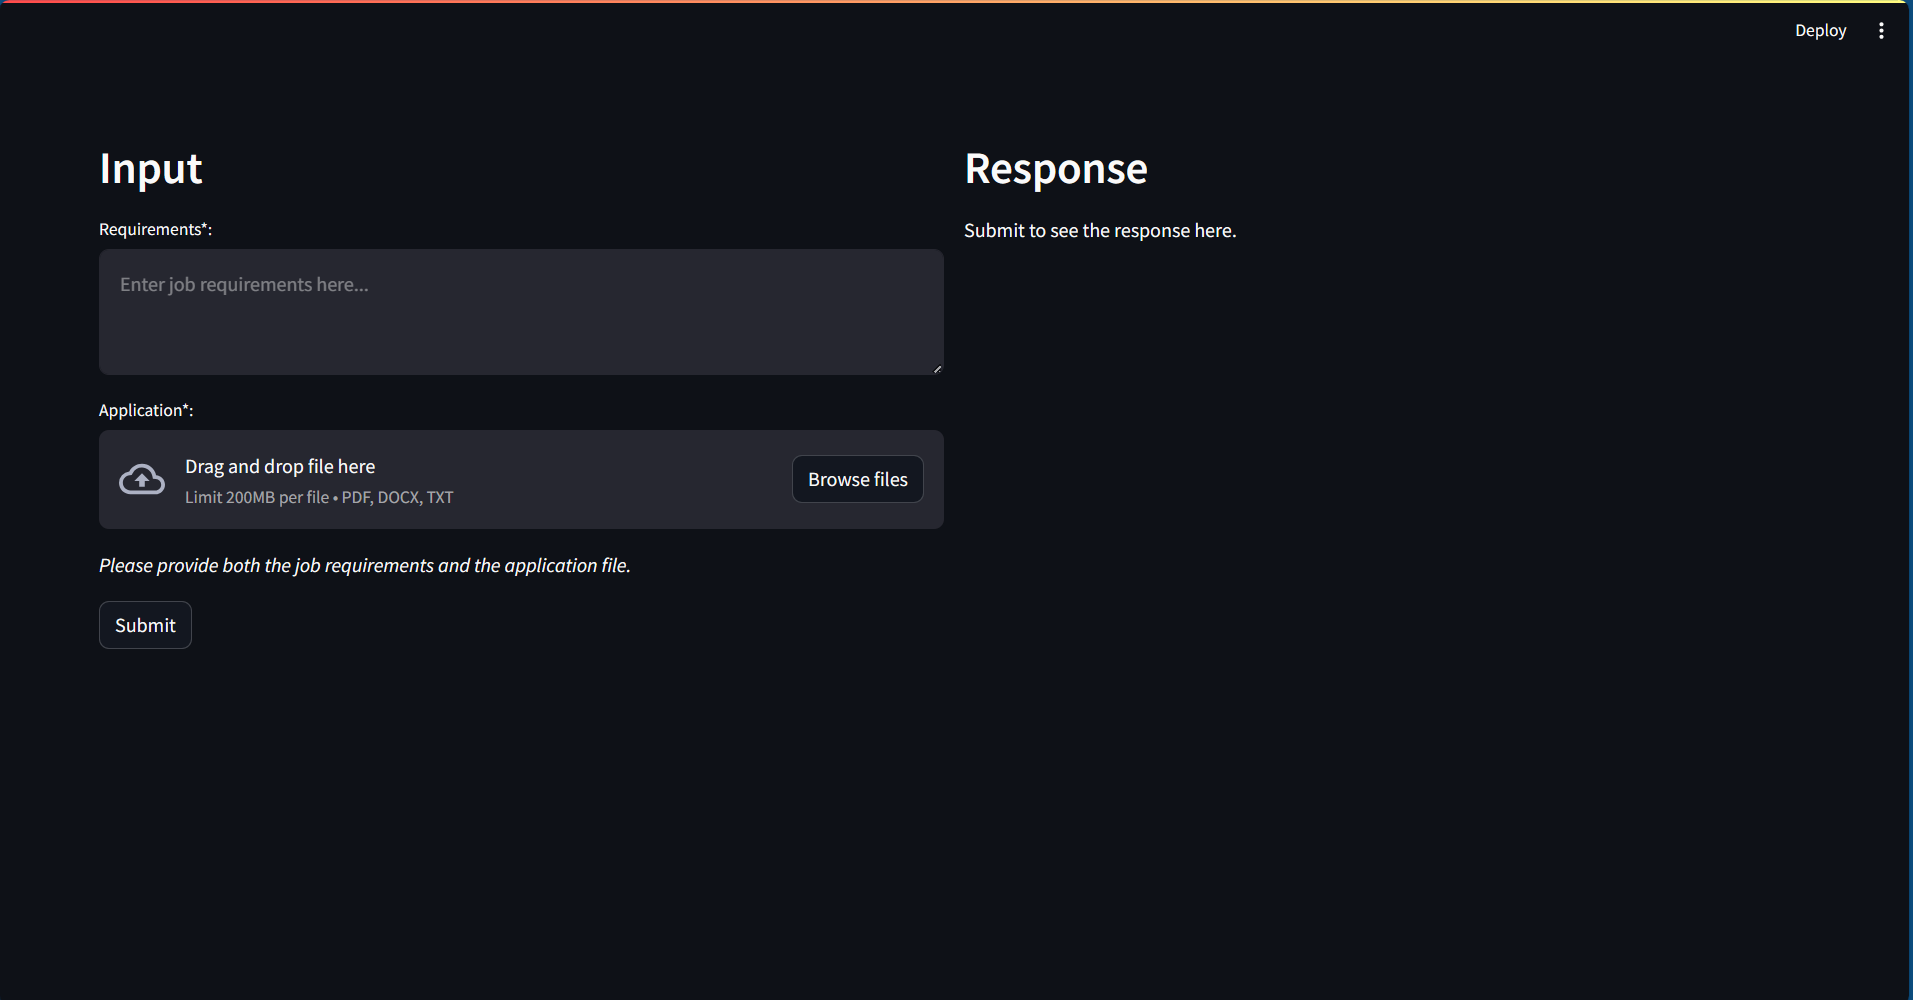 Deploy
Input
Requirements*:
Enter job requirements here...
Application*:
Drag and drop file here
Limit 200MB per file • PDF, DOCX, TXT
Browse files
Please provide both the job requirements and the application file.
Submit
Response
Submit to see the response here.